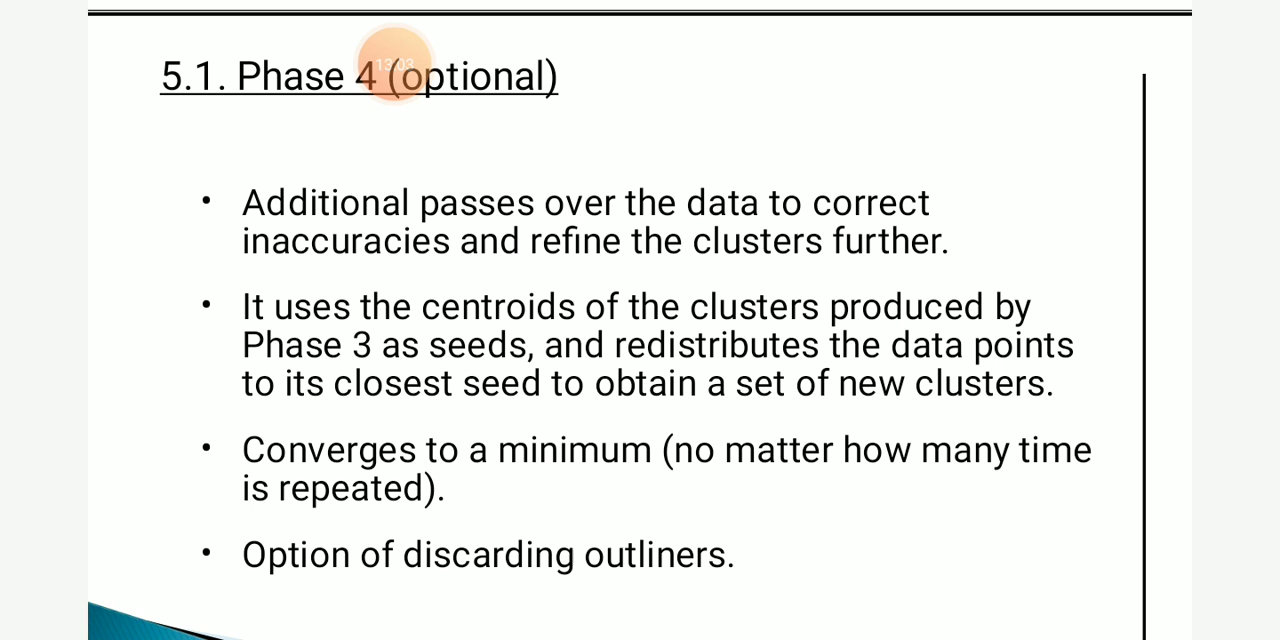 5.1. Phase 4 (optional)
13:03
• Additional passes over the data to correct
inaccuracies and refine the clusters further.
• It uses the centroids of the clusters produced by
Phase 3 as seeds, and redistributes the data points
to its closest seed to obtain a set of new clusters.
• Converges to a minimum (no matter how many time
is repeated).
• Option of discarding outliners.